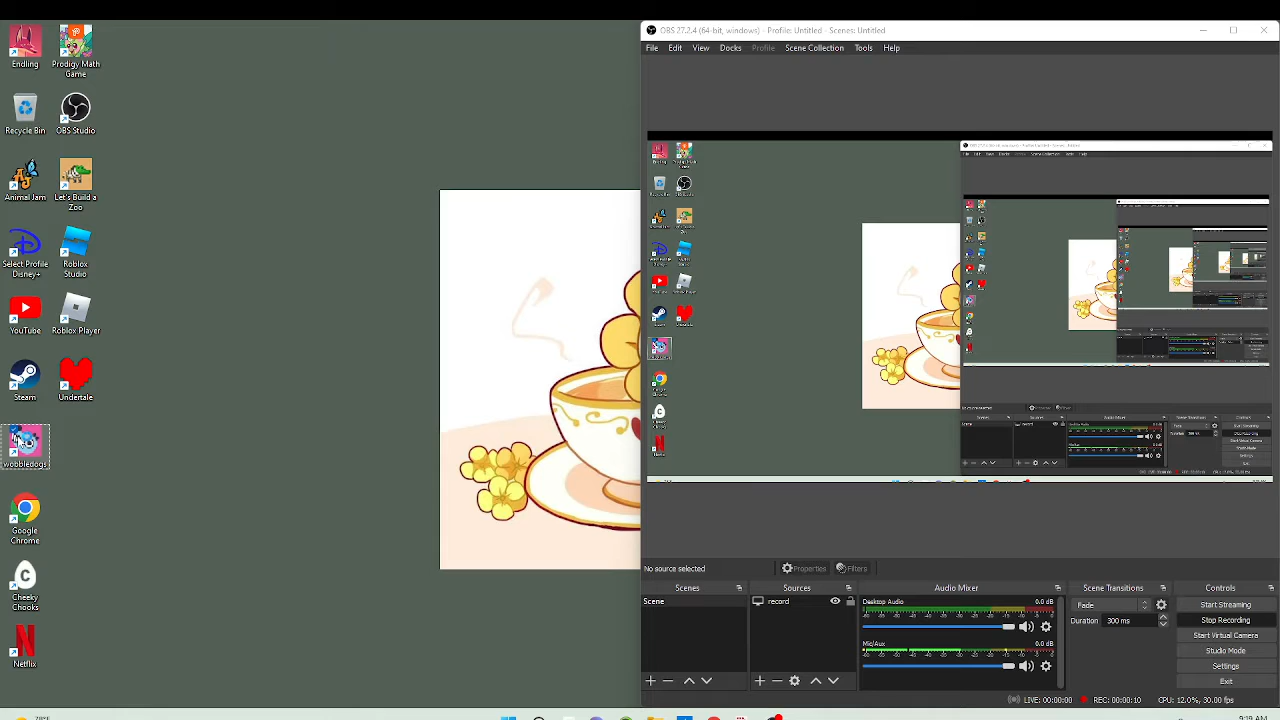 Endling
Prodigy Math
Game
Recycle Bin
OBS Studio
Animal Jam
Let's Build a
Zoo
Select Profile
Disney+
Roblox
Studio
YouTube
Roblox Player
Steam
Undertale
wobbledogs
Google
Chrome
Cheeky
Chooks
Netflix
OBS 27.2.4 (64-bit, windows) - Profile: Untitled - Scenes: Untitled
File Edit View Docks Profile Scene Collection Tools Help
No source selected
Properties
Filters
Scenes
Scene
Sources
record
Audio Mixer
Desktop Audio 0.0 dB
Mic/Aux 0.0 dB
Scene Transitions
Fade
Duration 300 ms
Controls
Start Streaming
Stop Recording
Start Virtual Camera
Studio Mode
Settings
Exit
LIVE: 00:00:00 REC: 00:00:10 CPU: 12.0%, 30.00 fps
9:19 AM